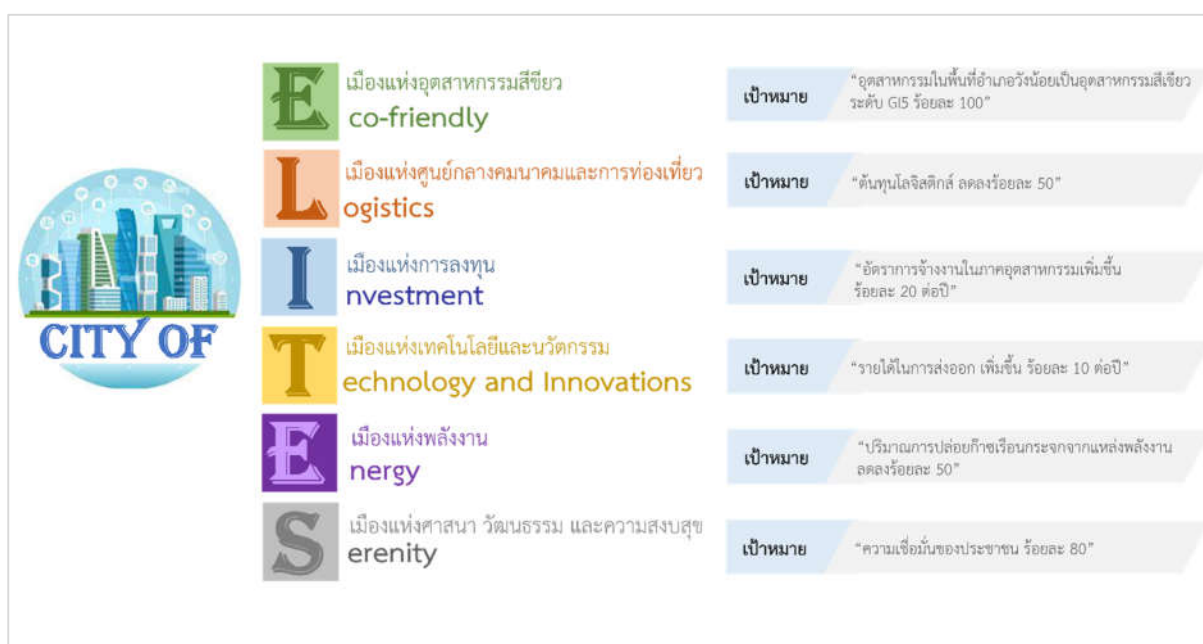 CITY OF
E เมืองแห่งอุตสาหกรรมสีขียว
co-friendly
เป้าหมาย
“อุตสาหกรรมในพื้นที่อำเภอวังน้อยเป็นอุตสาหกรรมสีเขียว
ระดับ GI5 ร้อยละ 100”
L เมืองแห่งศูนย์กลางคมนาคมและการท่องเที่ยว
ogistics
เป้าหมาย
“ต้นทุนโลจิสติกส์ ลดลงร้อยละ 50”
I เมืองแห่งการลงทุน
nvestment
เป้าหมาย
“อัตราการจ้างงานในภาคอุตสาหกรรมเพิ่มขึ้น
ร้อยละ 20 ต่อปี”
T เมืองแห่งเทคโนโลยีและนวัตกรรม
echnology and Innovations
เป้าหมาย
“รายได้ในการส่งออก เพิ่มขึ้น ร้อยละ 10 ต่อปี”
E เมืองแห่งพลังงาน
nergy
เป้าหมาย
“ปริมาณการปล่อยก๊าซเรือนกระจกจากแหล่งพลังงาน
ลดลงร้อยละ 50”
S เมืองแห่งศาสนา วัฒนธรรม และความสงบสุข
erenity
เป้าหมาย
“ความเชื่อมั่นของประชาชน ร้อยละ 80”